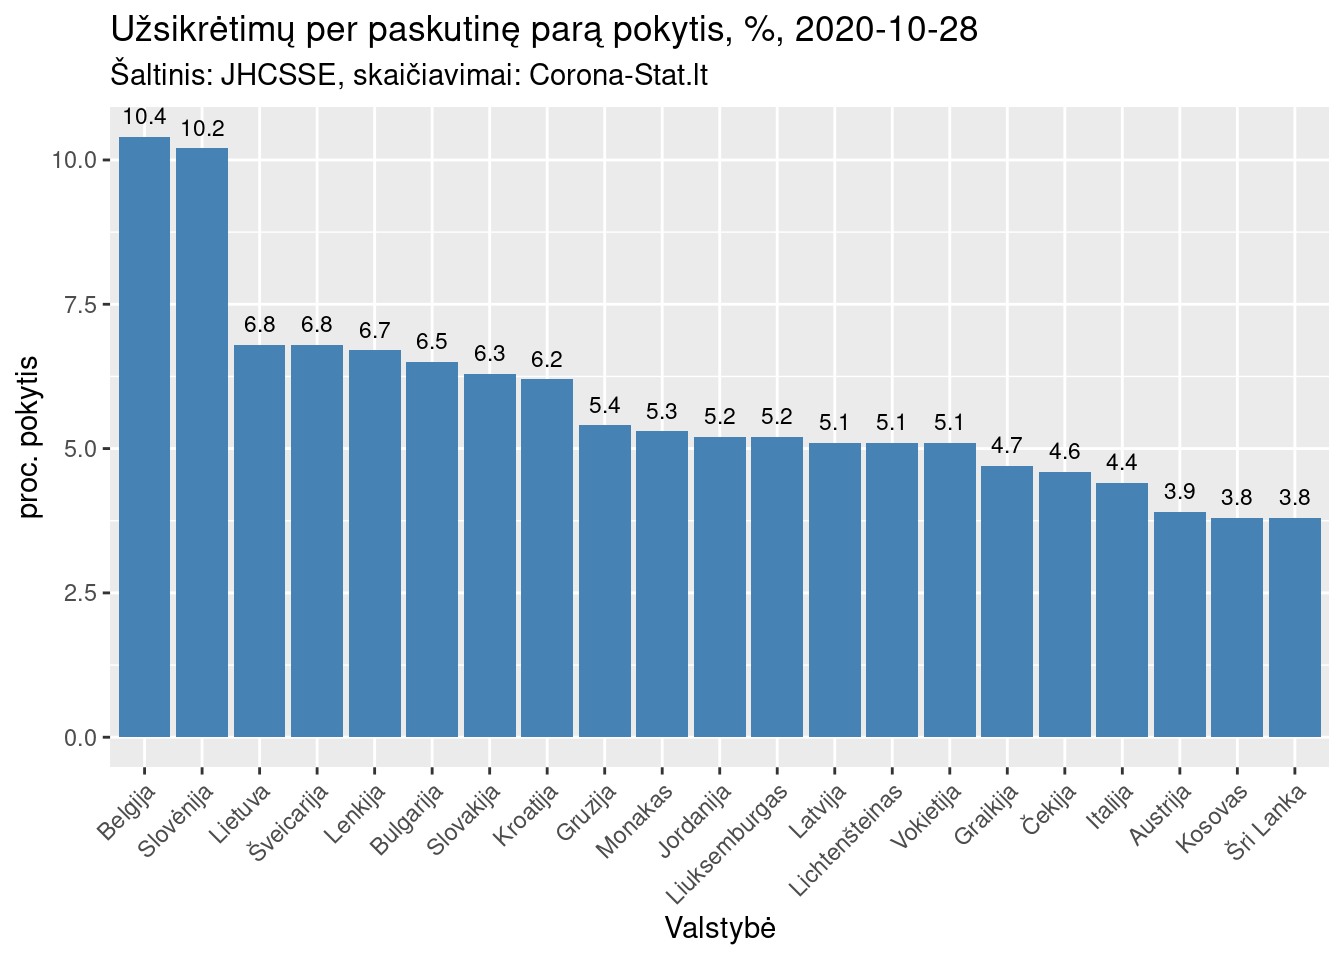 Užsikrėtimų per paskutinę parą pokytis, %, 2020-10-28
Šaltinis: JHCSSE, skaičiavimai: Corona-Stat.lt
proc. pokytis
10.0
7.5
5.0
2.5
0.0
10.4
10.2
6.8
6.8
6.7
6.5
6.3
6.2
5.4
5.3
5.2
5.2
5.1
5.1
5.1
4.7
4.6
4.4
3.9
3.8
3.8
Belgija
Slovėnija
Lietuva
Šveicarija
Lenkija
Bulgarija
Slovakija
Kroatija
Gruzija
Monakas
Jordanija
Liuksemburgas
Latvija
Lichtenšteinas
Vokietija
Graikija
Čekija
Italija
Austrija
Kosovas
Šri Lanka
Valstybė